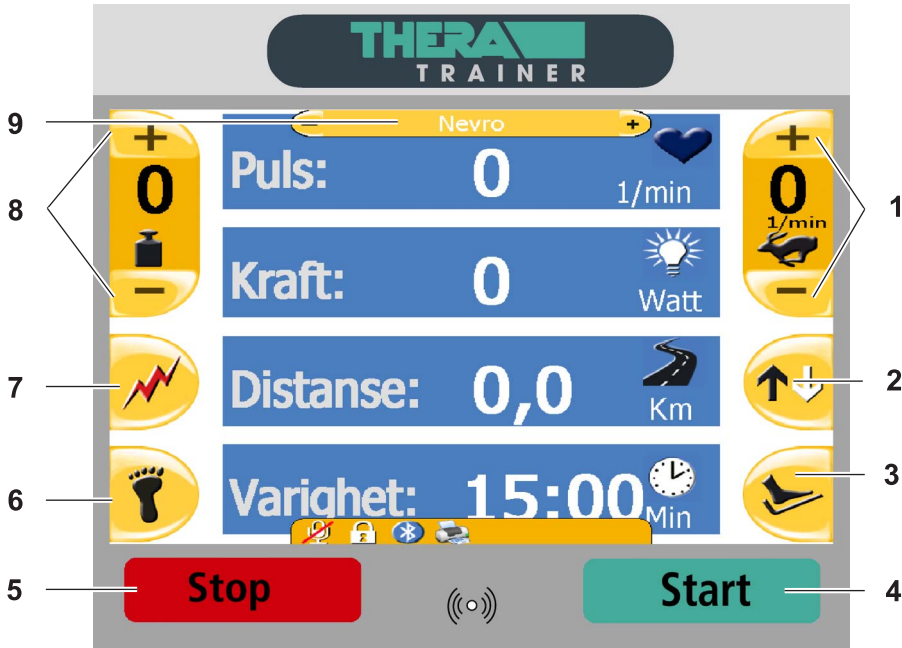 THERA
TRAINER
9
8
7
6
5
1
2
3
4
− Nevro +
+
0
−
Puls: 0 1/min
Kraft: 0 Watt
Distanse: 0,0 Km
Varighet: 15:00 Min
+
0
1/min
−
Stop
Start